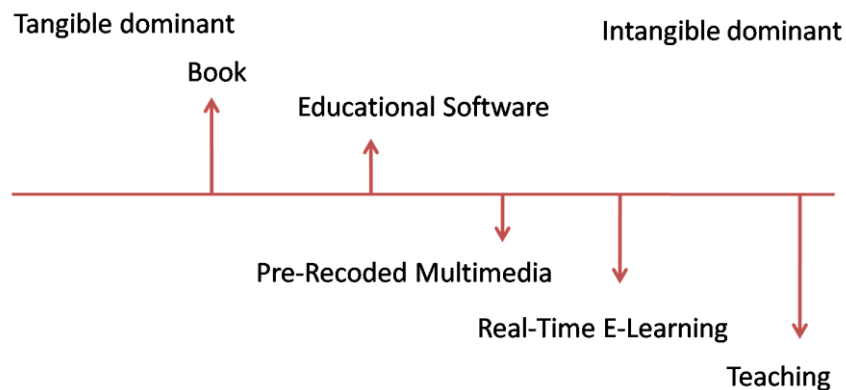 Tangible dominant
Intangible dominant
Book
Educational Software
Pre-Recoded Multimedia
Real-Time E-Learning
Teaching